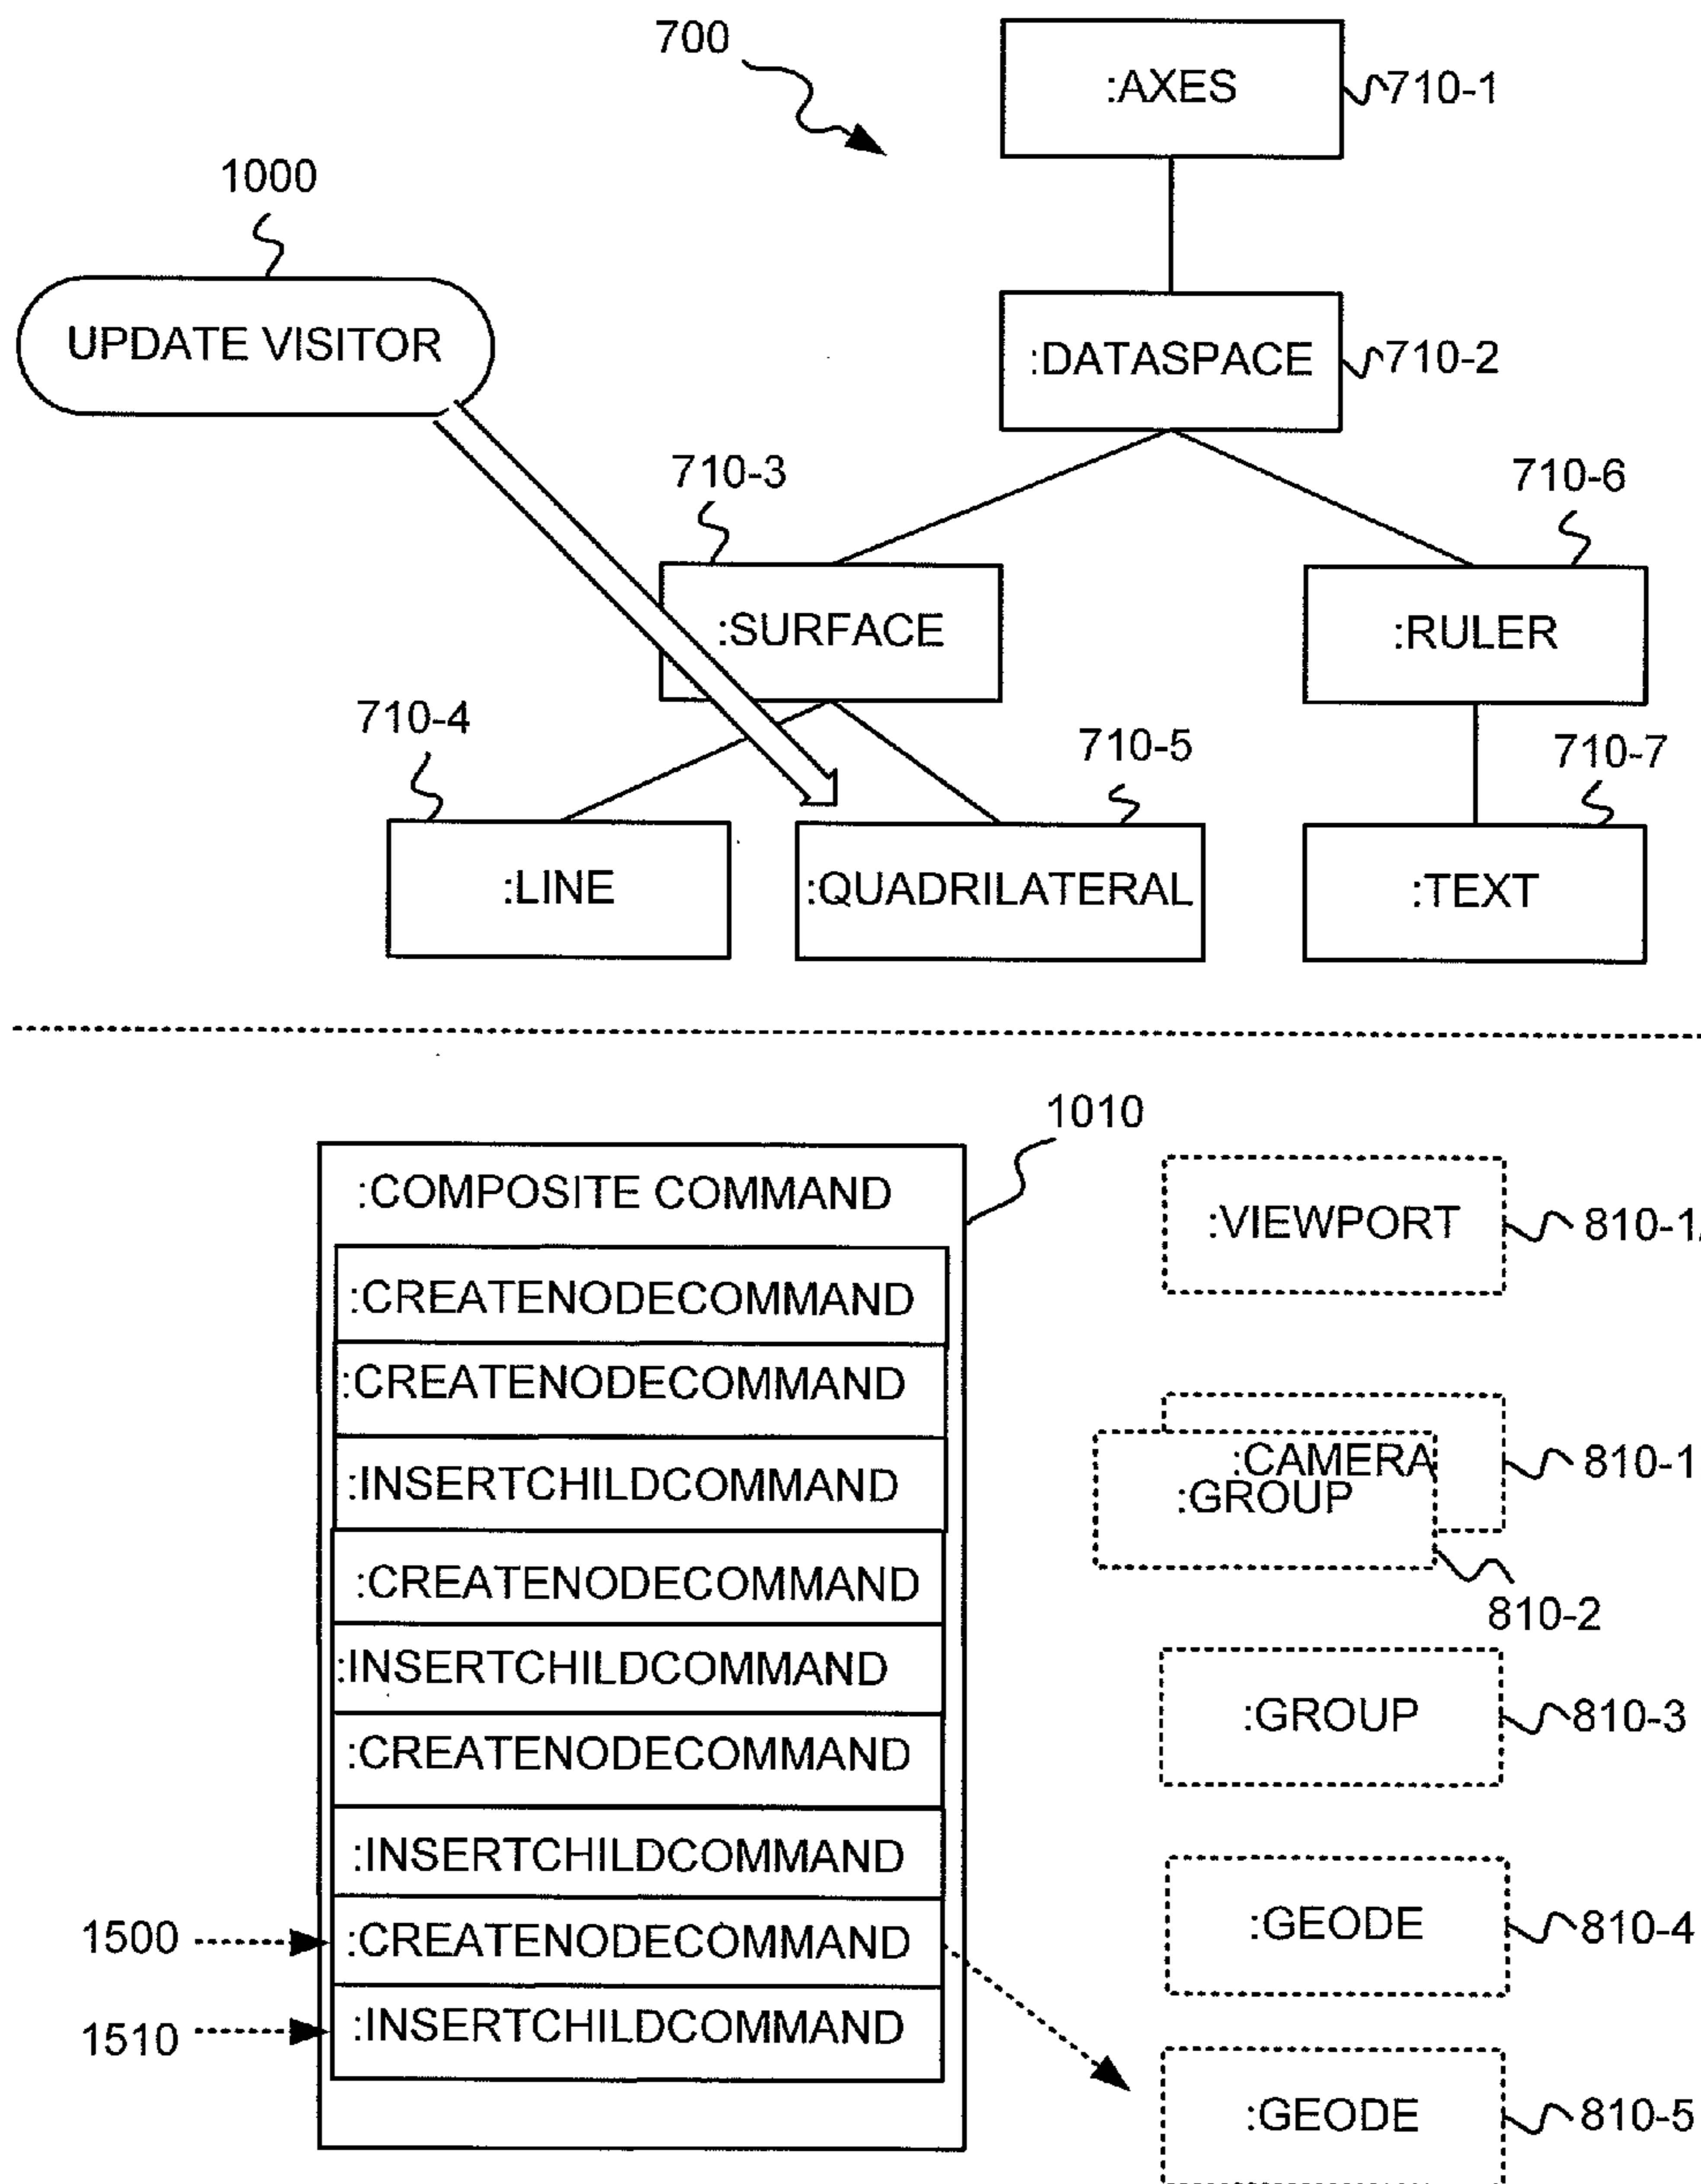 700
:AXES
710-1
1000
UPDATE VISITOR
:DATASPACE
710-2
710-3
710-6
:SURFACE
:RULER
710-4
710-5
710-7
:LINE
:QUADRILATERAL
:TEXT
1010
:COMPOSITE COMMAND
:VIEWPORT
810-1
:CREATENODECOMMAND
:CREATENODECOMMAND
:INSERTCHILDCOMMAND
:CAMERA
810-1
:GROUP
:CREATENODECOMMAND
810-2
:INSERTCHILDCOMMAND
:GROUP
810-3
:CREATENODECOMMAND
:INSERTCHILDCOMMAND
1500
:CREATENODECOMMAND
:GEODE
810-4
1510
:INSERTCHILDCOMMAND
:GEODE
810-5